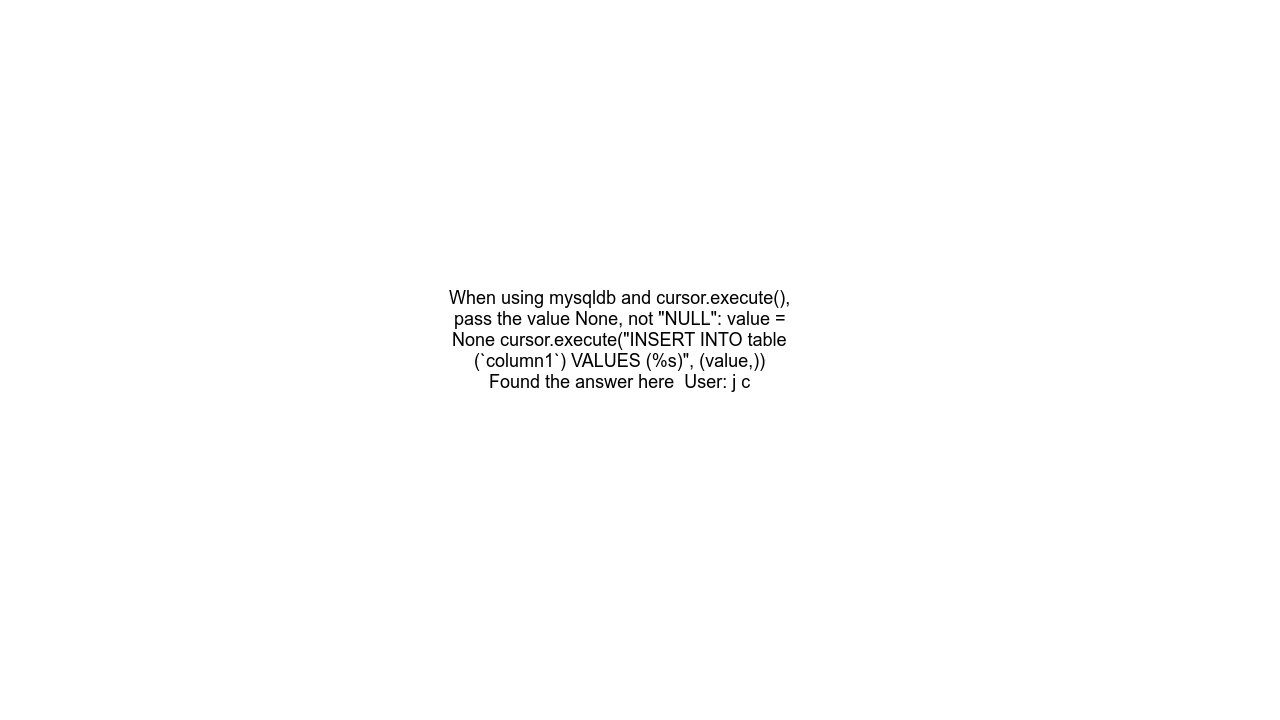 When using mysqldb and cursor.execute(),
pass the value None, not "NULL": value =
None cursor.execute("INSERT INTO table
(`column1`) VALUES (%s)", (value,))
Found the answer here  User: j c